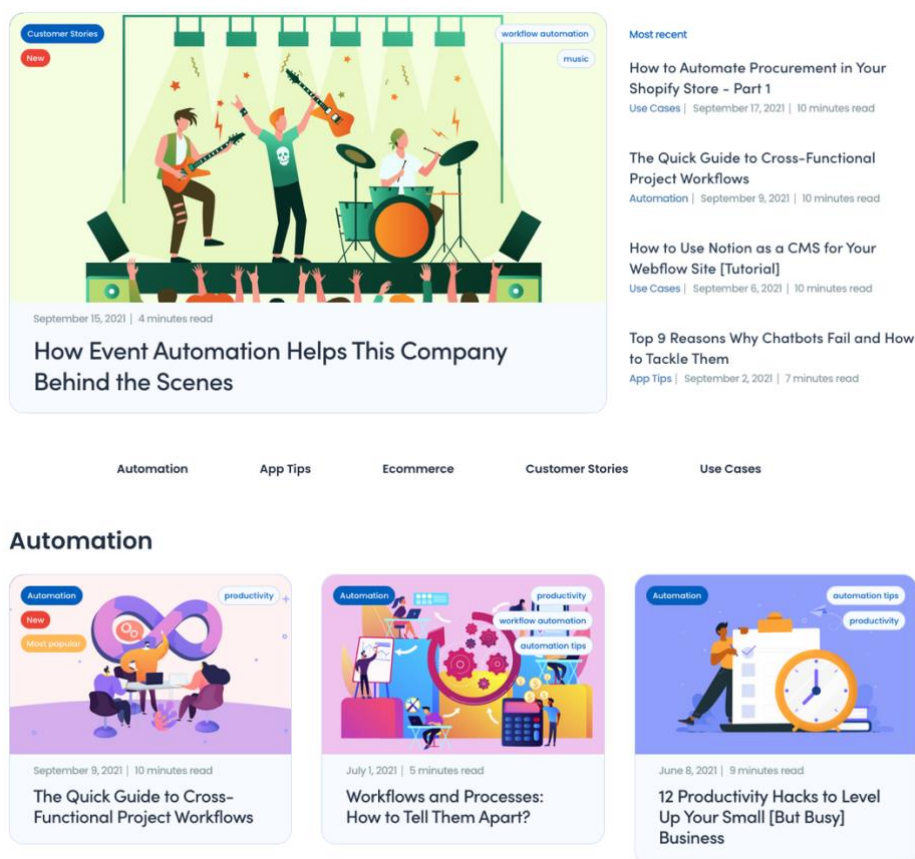 Customer Stories
New
workflow automation
music
September 15, 2021 | 4 minutes read
How Event Automation Helps This Company
Behind the Scenes
Most recent
How to Automate Procurement in Your
Shopify Store - Part 1
Use Cases | September 17, 2021 | 10 minutes read
The Quick Guide to Cross-Functional
Project Workflows
Automation | September 9, 2021 | 10 minutes read
How to Use Notion as a CMS for Your
Webflow Site [Tutorial]
Use Cases | September 6, 2021 | 10 minutes read
Top 9 Reasons Why Chatbots Fail and How
to Tackle Them
App Tips | September 2, 2021 | 7 minutes read
Automation App Tips Ecommerce Customer Stories Use Cases
Automation
Automation
New
Most popular
productivity
September 9, 2021 | 10 minutes read
The Quick Guide to Cross-
Functional Project Workflows
Automation
productivity
workflow automation
automation tips
July 1, 2021 | 5 minutes read
Workflows and Processes:
How to Tell Them Apart?
Automation
automation tips
productivity
June 8, 2021 | 9 minutes read
12 Productivity Hacks to Level
Up Your Small [But Busy]
Business